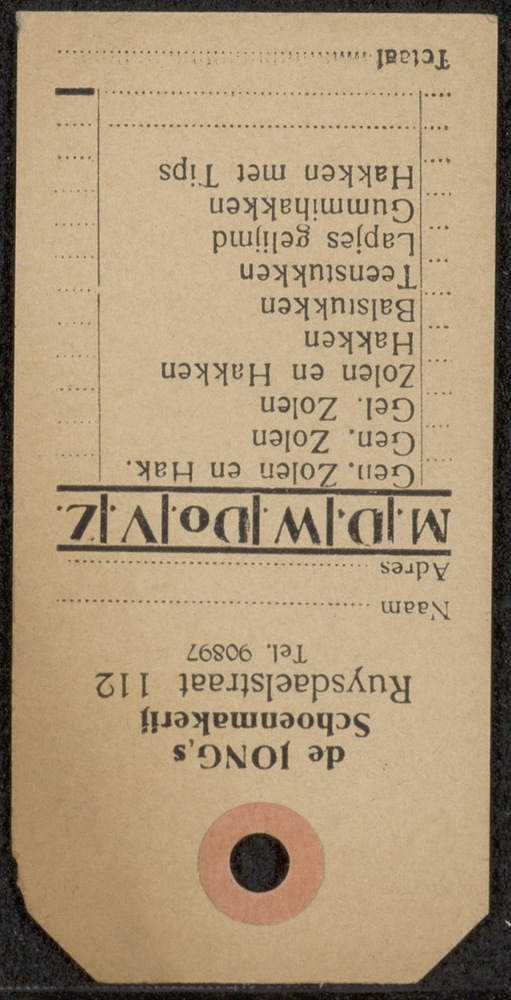 de JONG,s
Schoenmakerij
Ruysdaelstraat 112
Tel. 90897
Naam
Adres
M.|D.|W.|Do.|V.|Z.
Gen. Zolen en Hak.
Gen. Zolen
Gel. Zolen
Zolen en Hakken
Hakken
Balstukken
Teenstukken
Lapjes gelijmd
Gummihakken
Hakken met Tips
Totaal